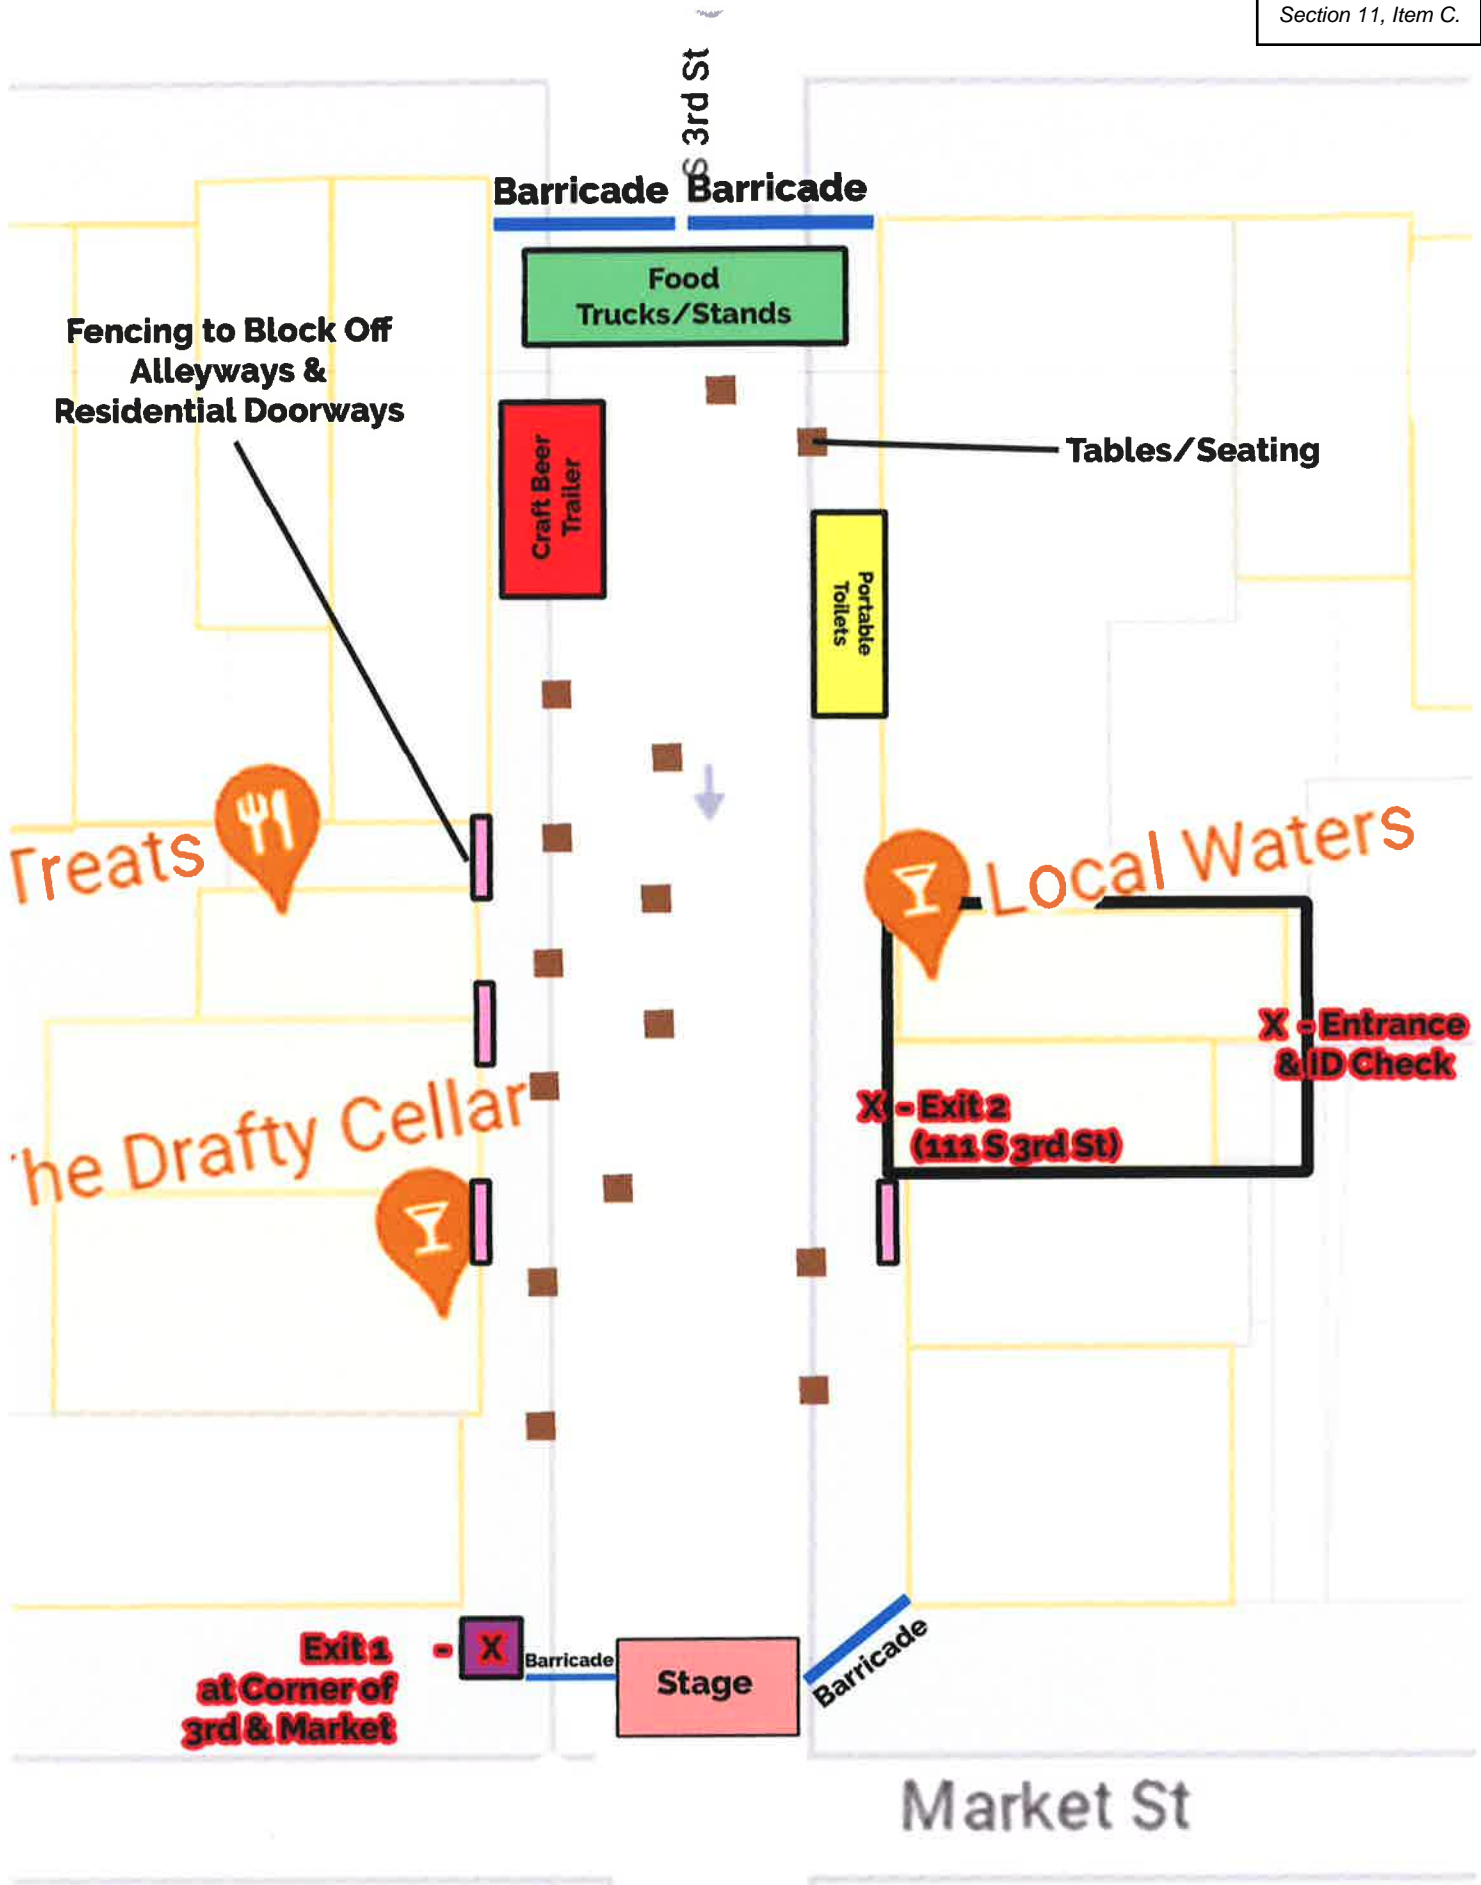 Section 11, Item C.
S 3rd St
Barricade Barricade
Food
Trucks/Stands
Fencing to Block Off
Alleyways &
Residential Doorways
Craft Beer
Trailer
Tables/Seating
Portable
Toilets
Treats
Local Waters
X - Entrance
& ID Check
X - Exit 2
(111 S 3rd St)
he Drafty Cellar
Exit 1 - X
at Corner of
3rd & Market
Barricade
Stage
Barricade
Market St